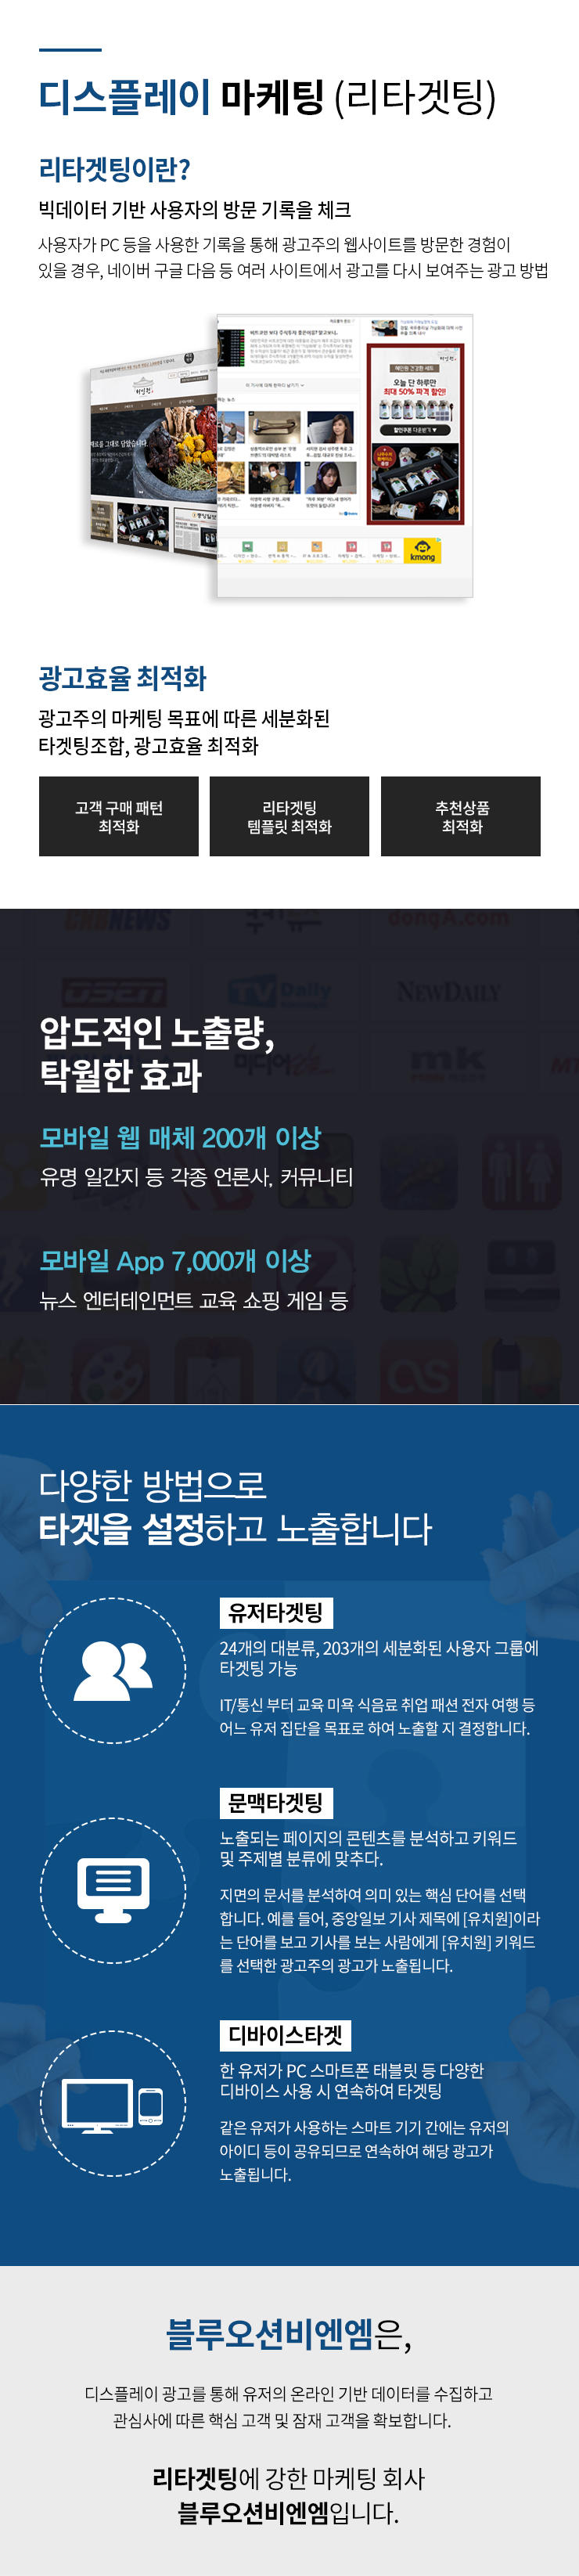 디스플레이 마케팅 (리타겟팅)
리타겟팅이란?
빅데이터 기반 사용자의 방문 기록을 체크
사용자가 PC 등을 사용한 기록을 통해 광고주의 웹사이트를 방문한 경험이
있을 경우, 네이버 구글 다음 등 여러 사이트에서 광고를 다시 보여주는 광고 방법
오늘 단 하루만
최대 50% 파격 할인!
할인쿠폰 다운받기 ▼
kmong
광고효율 최적화
광고주의 마케팅 목표에 따른 세분화된
타겟팅조합, 광고효율 최적화
고객 구매 패턴
최적화
리타겟팅
템플릿 최적화
추천상품
최적화
CNBNEWS
donga.com
OSEN
TV Daily
NEWDAILY
mk
압도적인 노출량,
탁월한 효과
모바일 웹 매체 200개 이상
유명 일간지 등 각종 언론사, 커뮤니티
모바일 App 7,000개 이상
뉴스 엔터테인먼트 교육 쇼핑 게임 등
다양한 방법으로
타겟을 설정하고 노출합니다
유저타겟팅
24개의 대분류, 203개의 세분화된 사용자 그룹에
타겟팅 가능
IT/통신 부터 교육 미욕 식음료 취업 패션 전자 여행 등
어느 유저 집단을 목표로 하여 노출할 지 결정합니다.
문맥타겟팅
노출되는 페이지의 콘텐츠를 분석하고 키워드
및 주제별 분류에 맞추다.
지면의 문서를 분석하여 의미 있는 핵심 단어를 선택
합니다. 예를 들어, 중앙일보 기사 제목에 [유치원]이라
는 단어를 보고 기사를 보는 사람에게 [유치원] 키워드
를 선택한 광고주의 광고가 노출됩니다.
디바이스타겟
한 유저가 PC 스마트폰 태블릿 등 다양한
디바이스 사용 시 연속하여 타겟팅
같은 유저가 사용하는 스마트 기기 간에는 유저의
아이디 등이 공유되므로 연속하여 해당 광고가
노출됩니다.
블루오션비엔엠은,
디스플레이 광고를 통해 유저의 온라인 기반 데이터를 수집하고
관심사에 따른 핵심 고객 및 잠재 고객을 확보합니다.
리타겟팅에 강한 마케팅 회사
블루오션비엔엠입니다.